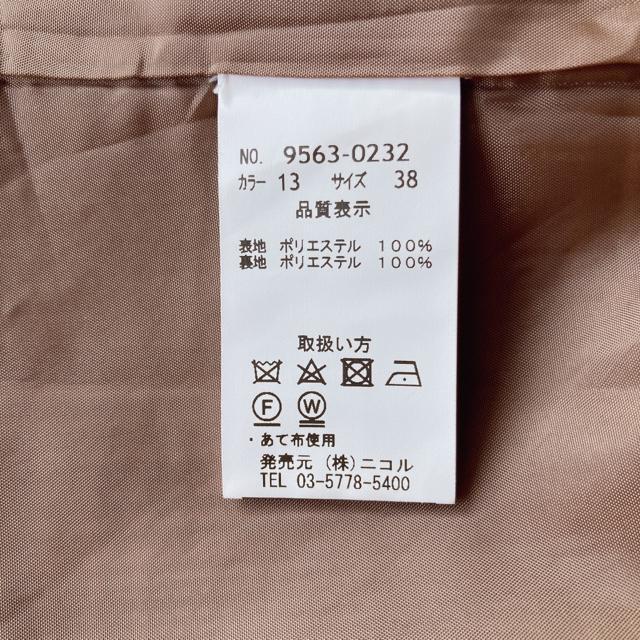 NO. 9563-0232
カラー 13 サイズ 38
品質表示
表地 ポリエステル 100%
裏地 ポリエステル 100%
取扱い方
F W
・あて布使用
発売元 (株)ニコル
TEL 03-5778-5400